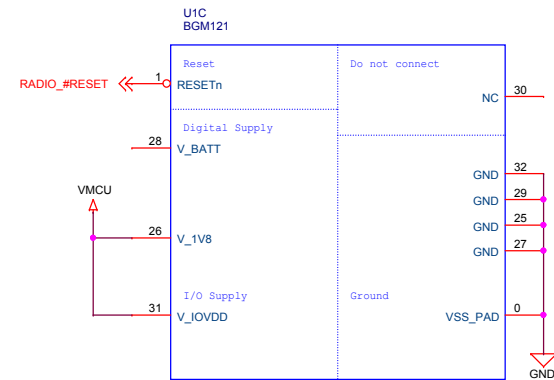 U1C
BGM121
Reset
Do not connect
RADIO_#RESET
1
RESETn
30
NC
Digital Supply
28
V_BATT
32
GND
29
GND
VMCU
25
GND
26
V_1V8
27
GND
I/O Supply
Ground
31
V_IOVDD
0
VSS_PAD
GND